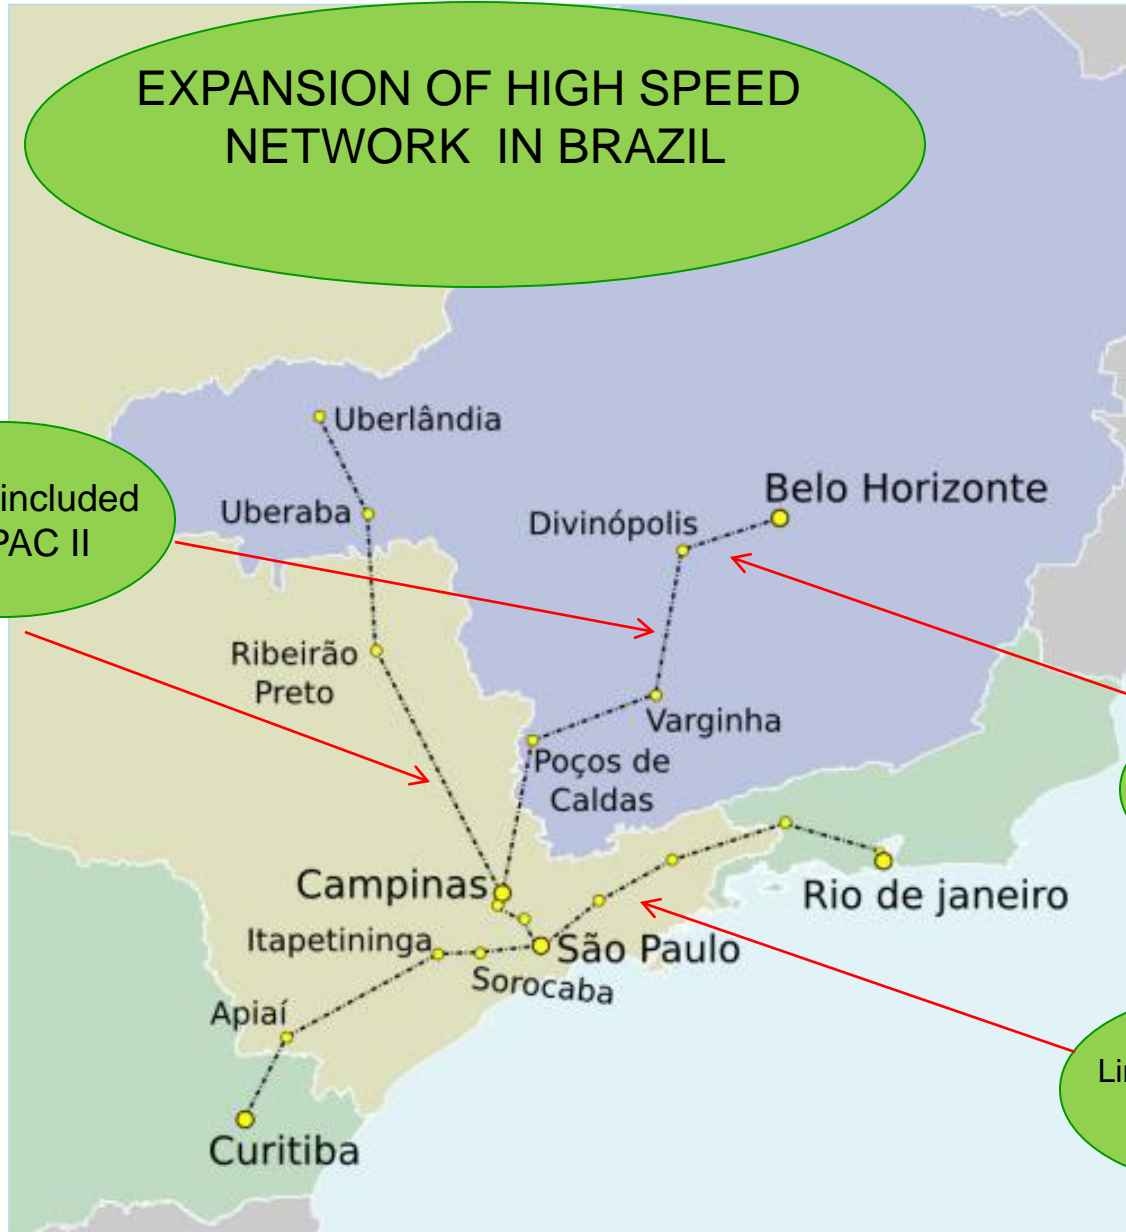 EXPANSION OF HIGH SPEED
NETWORK IN BRAZIL
Uberlândia
Belo Horizonte
included
PAC II
Uberaba
Divinópolis
Ribeirão
Preto
Varginha
Poços de
Caldas
Campinas
Rio de janeiro
Itapetininga
São Paulo
Sorocaba
Apiaí
Curitiba